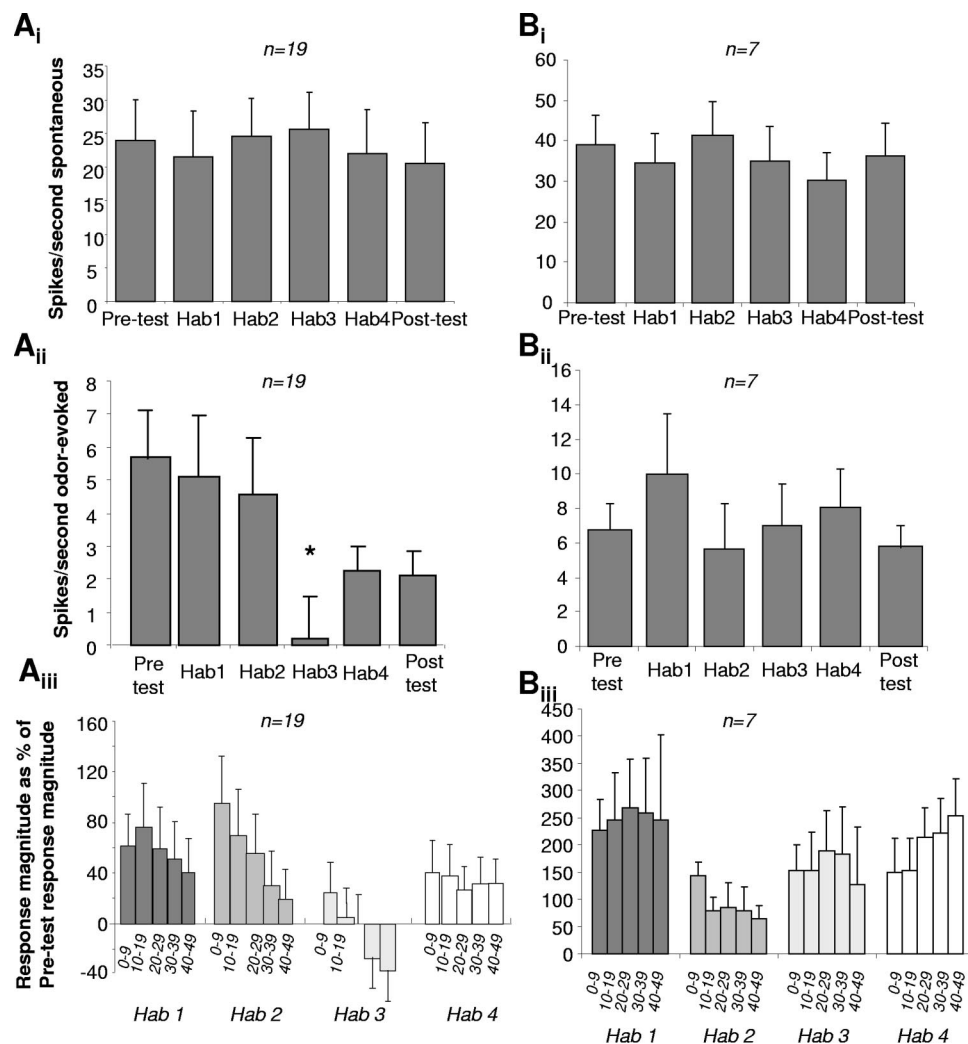 Ai
n=19
Spikes/second spontaneous
35
30
25
20
15
10
5
0
Pre-test Hab1 Hab2 Hab3 Hab4 Post-test
Bi
n=7
60
50
40
30
20
10
0
Pre-test Hab1 Hab2 Hab3 Hab4 Post-test
Aii
n=19
Spikes/second odor-evoked
8
7
6
5
4
3
2
1
0
*
Pre test Hab1 Hab2 Hab3 Hab4 Post test
Bii
n=7
16
14
12
10
8
6
4
2
0
Pre test Hab1 Hab2 Hab3 Hab4 Post test
Aiii
n=19
Response magnitude as % of
Pre-test response magnitude
160
120
80
40
0
-40
0-9 10-19 20-29 30-39 40-49
0-9 10-19 20-29 30-39 40-49
0-9 10-19
0-9 10-19 20-29 30-39 40-49
Hab 1 Hab 2 Hab 3 Hab 4
Biii
n=7
450
400
350
300
250
200
150
100
50
0
0-9 10-19 20-29 30-39 40-49
0-9 10-19 20-29 30-39 40-49
0-9 10-19 20-29 30-39 40-49
0-9 10-19 20-29 30-39 40-49
Hab 1 Hab 2 Hab 3 Hab 4